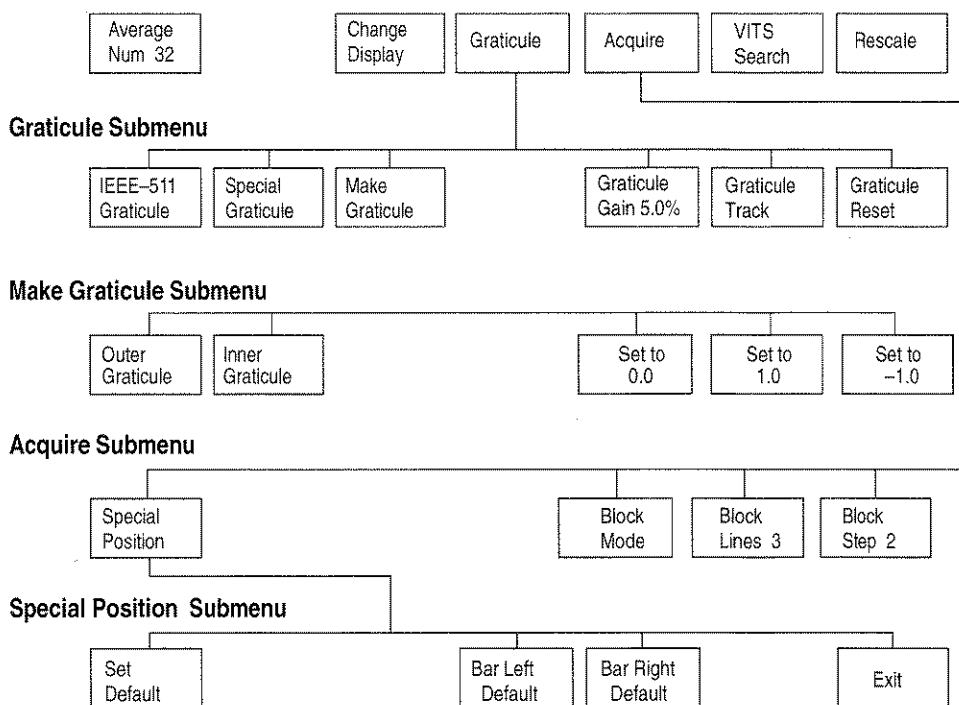 Average
Num 32
Change
Display
Graticule
Acquire
VITS
Search
Rescale
Graticule Submenu
IEEE–511
Graticule
Special
Graticule
Make
Graticule
Graticule
Gain 5.0%
Graticule
Track
Graticule
Reset
Make Graticule Submenu
Outer
Graticule
Inner
Graticule
Set to
0.0
Set to
1.0
Set to
–1.0
Acquire Submenu
Special
Position
Block
Mode
Block
Lines 3
Block
Step 2
Special Position Submenu
Set
Default
Bar Left
Default
Bar Right
Default
Exit